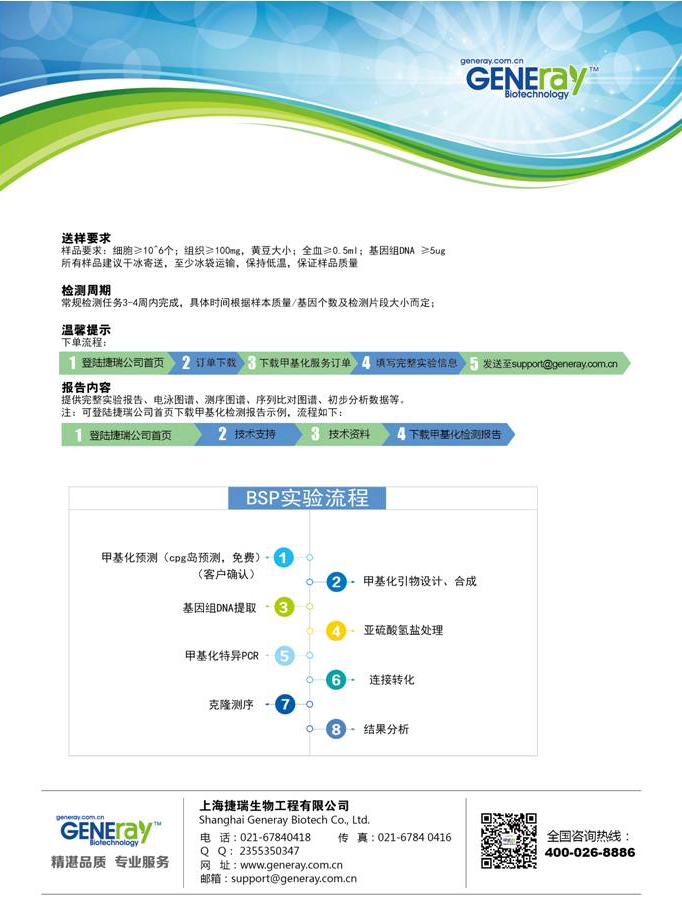 generay.com.cn
GENEray™
Biotechnology
送样要求
样品要求：细胞≥10^6个；组织≥100mg，黄豆大小；全血≥0.5ml；基因组DNA ≥5ug
所有样品建议干冰寄送，至少冰袋运输，保持低温，保证样品质量
检测周期
常规检测任务3-4周内完成，具体时间根据样本质量/基因个数及检测片段大小而定；
温馨提示
下单流程：
1 登陆捷瑞公司首页 2 订单下载 3 下载甲基化服务订单 4 填写完整实验信息 5 发送至support@generay.com.cn
报告内容
提供完整实验报告、电泳图谱、测序图谱、序列比对图谱、初步分析数据等。
注：可登陆捷瑞公司首页下载甲基化检测报告示例，流程如下：
1 登陆捷瑞公司首页 2 技术支持 3 技术资料 4 下载甲基化检测报告
BSP实验流程
甲基化预测（cpg岛预测，免费） 1
（客户确认）
2 甲基化引物设计、合成
基因组DNA提取 3
4 亚硫酸氢盐处理
甲基化特异PCR 5
6 连接转化
克隆测序 7
8 结果分析
generay.com.cn
GENEray™
Biotechnology
精湛品质 专业服务
上海捷瑞生物工程有限公司
Shanghai Generay Biotech Co., Ltd.
电 话：021-67840418 传 真：021-6784 0416
Q Q： 2355350347
网 址：www.generay.com.cn
邮箱：support@generay.com.cn
全国咨询热线：
400-026-8886